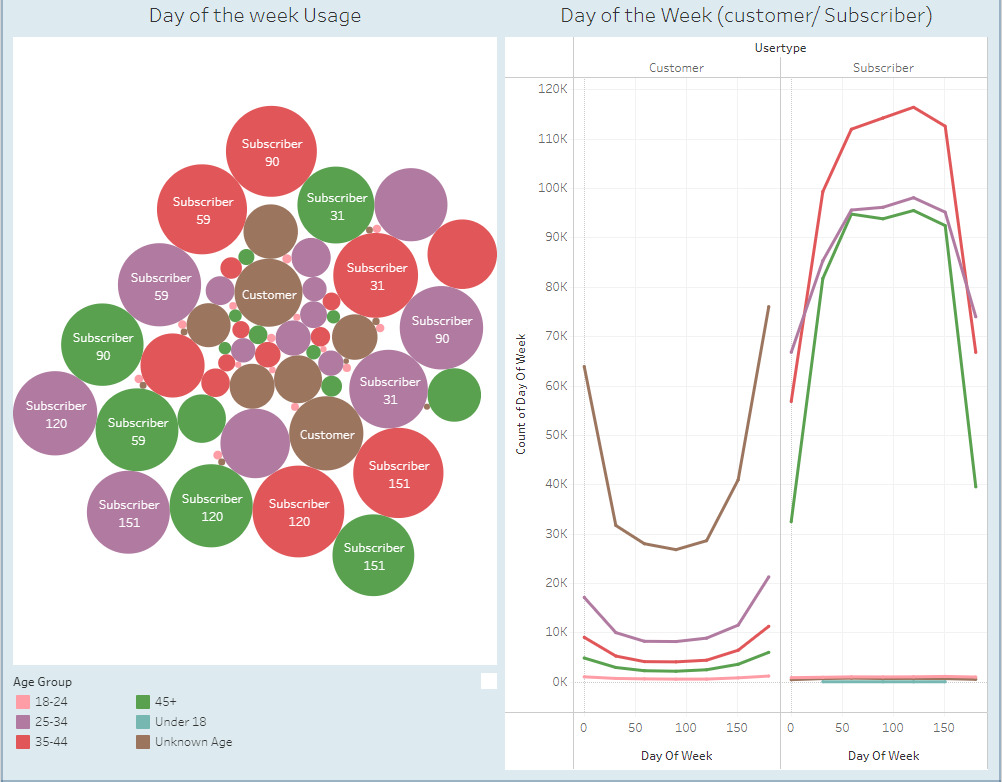 Day of the week Usage
Subscriber
90
Subscriber
59
Subscriber
31
Subscriber
31
Subscriber
59
Customer
Subscriber
90
Subscriber
90
Subscriber
31
Subscriber
120
Subscriber
59
Customer
Subscriber
151
Subscriber
151
Subscriber
120
Subscriber
120
Subscriber
151
Age Group
18-24
25-34
35-44
45+
Under 18
Unknown Age
Day of the Week (customer/ Subscriber)
Usertype
Customer
Subscriber
Count of Day Of Week
120K
110K
100K
90K
80K
70K
60K
50K
40K
30K
20K
10K
0K
0 50 100 150
0 50 100 150
Day Of Week
Day Of Week